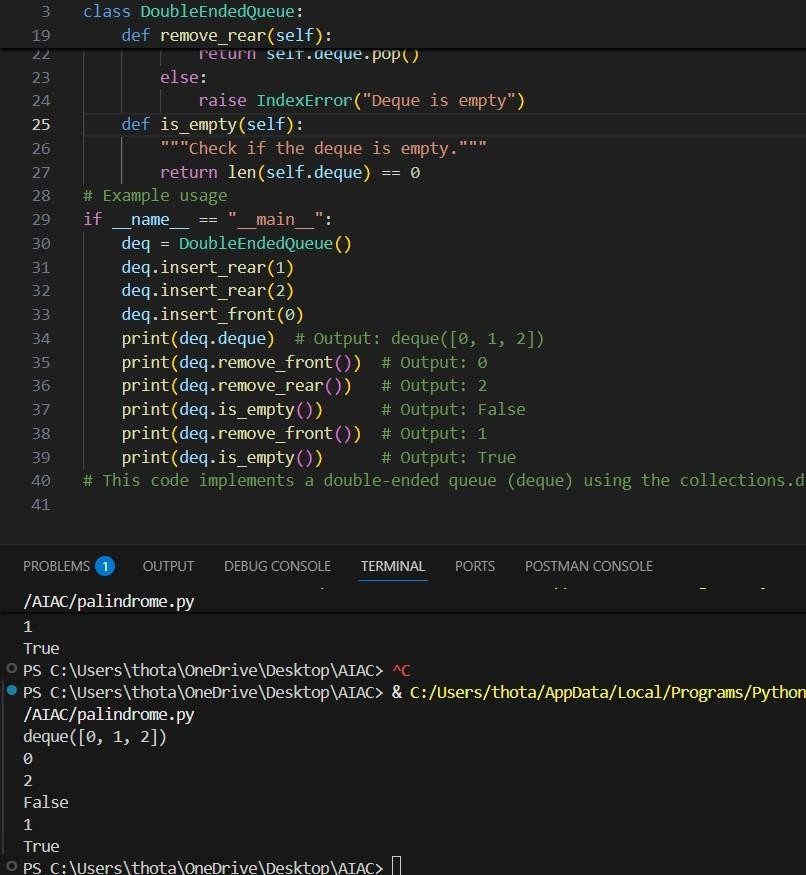 3 class DoubleEndedQueue:
19     def remove_rear(self):
22             return self.deque.pop()
23         else:
24             raise IndexError("Deque is empty")
25     def is_empty(self):
26         """Check if the deque is empty."""
27         return len(self.deque) == 0
28 # Example usage
29 if __name__ == "__main__":
30     deq = DoubleEndedQueue()
31     deq.insert_rear(1)
32     deq.insert_rear(2)
33     deq.insert_front(0)
34     print(deq.deque)  # Output: deque([0, 1, 2])
35     print(deq.remove_front())  # Output: 0
36     print(deq.remove_rear())   # Output: 2
37     print(deq.is_empty())      # Output: False
38     print(deq.remove_front())  # Output: 1
39     print(deq.is_empty())      # Output: True
40 # This code implements a double-ended queue (deque) using the collections.d
41
PROBLEMS 1 OUTPUT DEBUG CONSOLE TERMINAL PORTS POSTMAN CONSOLE
/AIAC/palindrome.py
1
True
PS C:\Users\thota\OneDrive\Desktop\AIAC> ^C
PS C:\Users\thota\OneDrive\Desktop\AIAC> & C:/Users/thota/AppData/Local/Programs/Python
/AIAC/palindrome.py
deque([0, 1, 2])
0
2
False
1
True
PS C:\Users\thota\OneDrive\Desktop\AIAC>